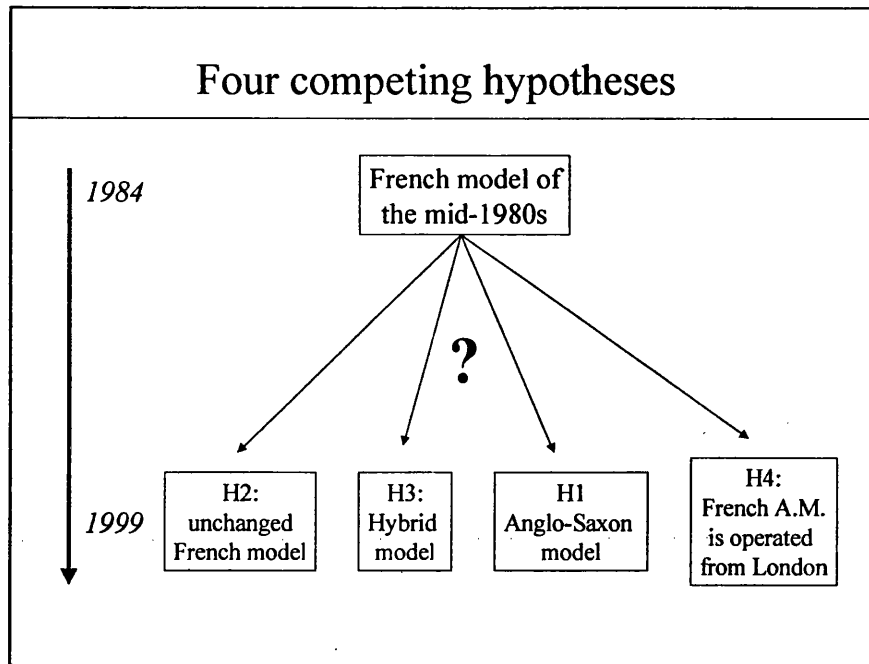 Four competing hypotheses
1984
French model of
the mid-1980s
?
H2:
unchanged
French model
H3:
Hybrid
model
H1
Anglo-Saxon
model
H4:
French A.M.
is operated
from London
1999